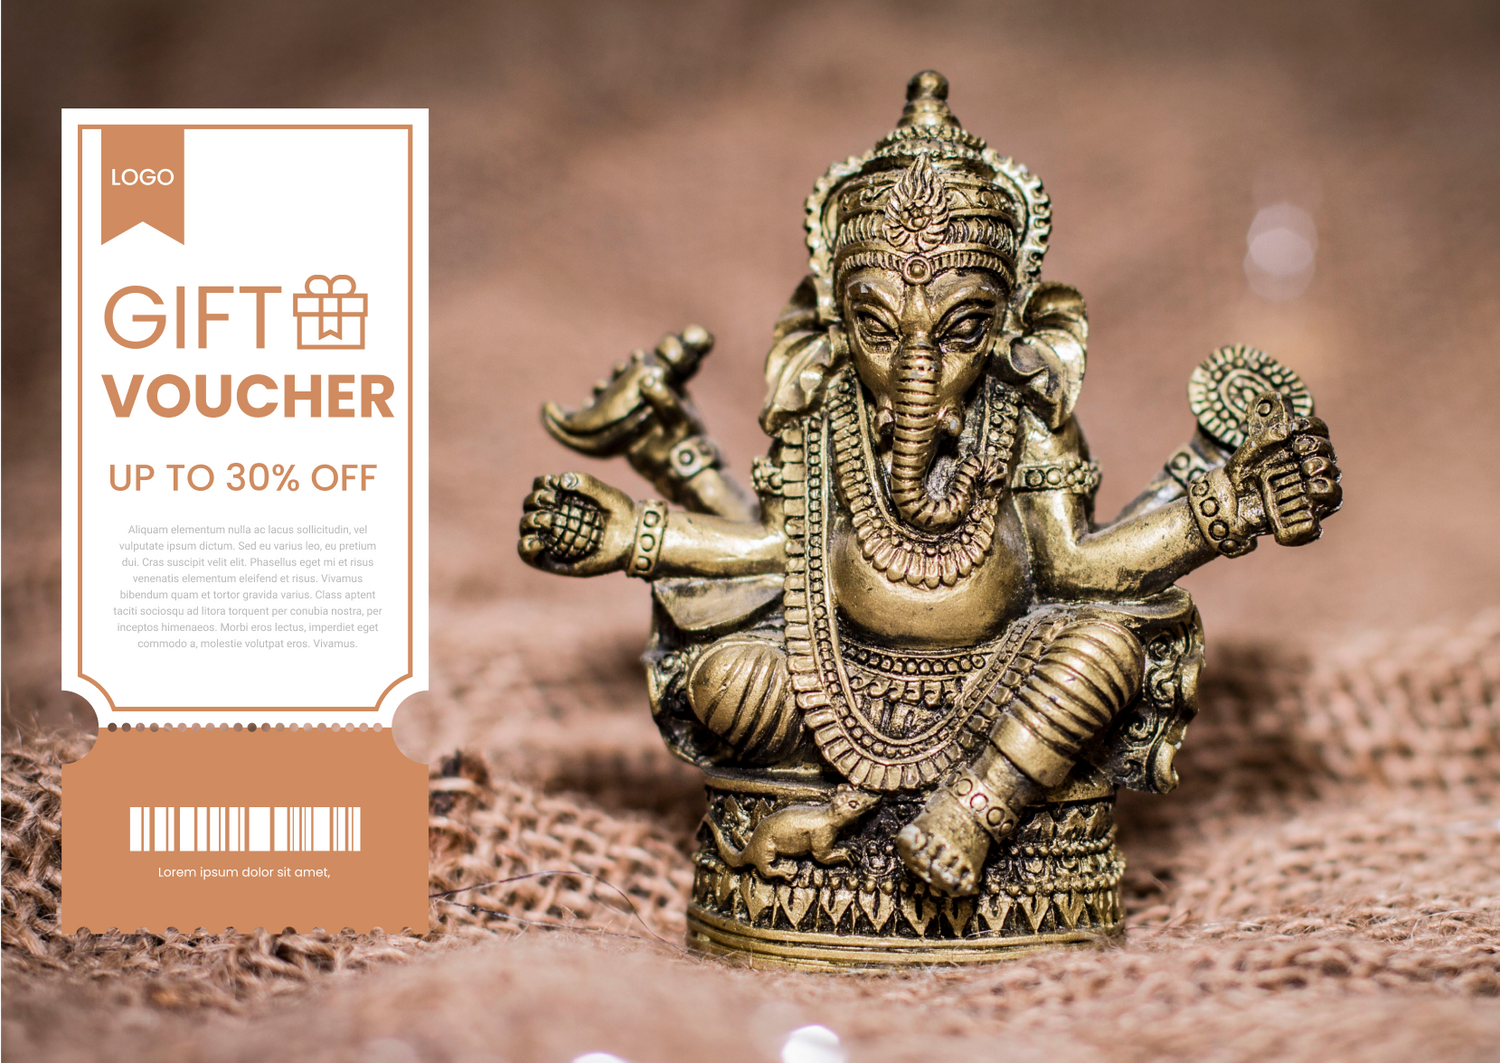 LOGO
GIFT
VOUCHER
UP TO 30% OFF
Aliquam elementum nulla ac lacus sollicitudin, vel
vulputate ipsum dictum. Sed eu varius leo, eu pretium
dui. Cras suscipit velit elit. Phasellus eget mi et risus
venenatis elementum eleifend et risus. Vivamus
bibendum quam et tortor gravida varius. Class aptent
taciti sociosqu ad litora torquent per conubia nostra, per
inceptos himenaeos. Morbi eros lectus, imperdiet eget
commodo a, molestie volutpat eros. Vivamus.
Lorem ipsum dolor sit amet,